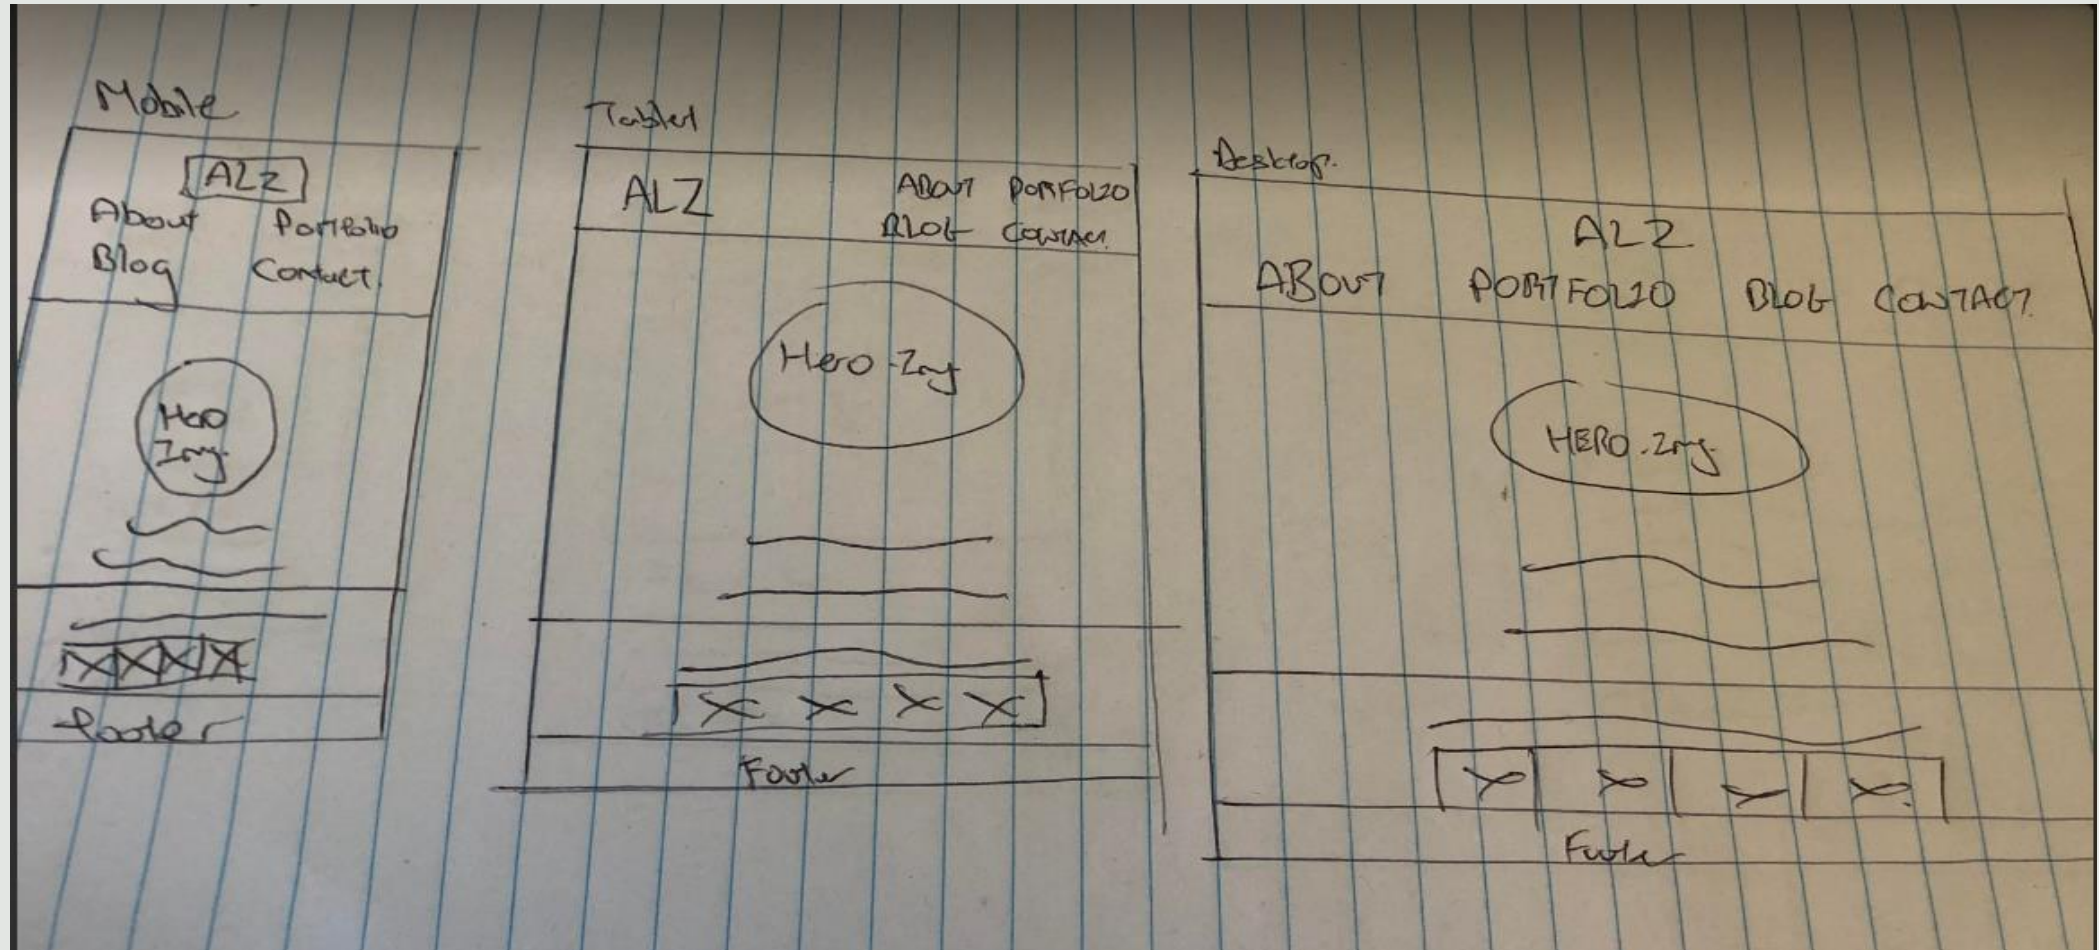 Mobile
ALZ
About Portfolio
Blog Contact.
Hero
Img.
footer
Tablet
ALZ
ABOUT PORTFOLIO
BLOG CONTACT.
Hero-Img
Footer
Desktop.
ALZ
ABOUT PORTFOLIO BLOG CONTACT.
HERO-Img
Footer